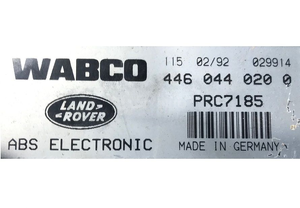 WABCO
115 02/92 029914
446 044 020 0
LAND-
ROVER
PRC7185
ABS ELECTRONIC
MADE IN GERMANY